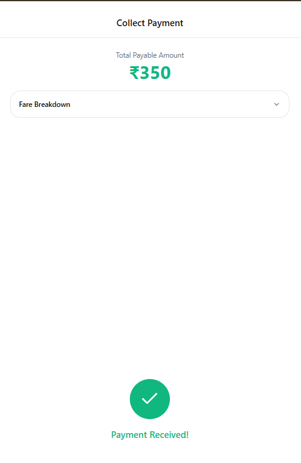 Collect Payment
Total Payable Amount
₹350
Fare Breakdown
Payment Received!